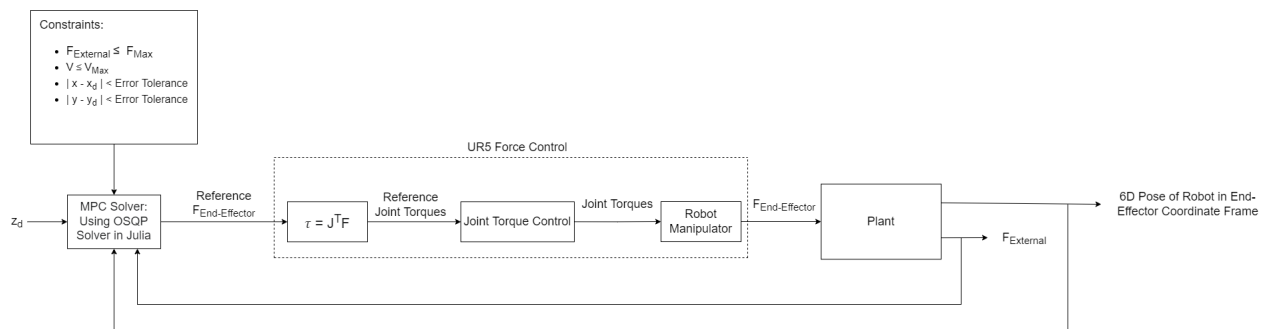 Constraints:
• F_External ≤ F_Max
• V ≤ V_Max
• | x - x_d | < Error Tolerance
• | y - y_d | < Error Tolerance
UR5 Force Control
z_d
MPC Solver:
Using OSQP
Solver in Julia
Reference
F_End-Effector
τ = J^T F
Reference
Joint Torques
Joint Torque Control
Joint Torques
Robot
Manipulator
F_End-Effector
Plant
6D Pose of Robot in End-
Effector Coordinate Frame
F_External